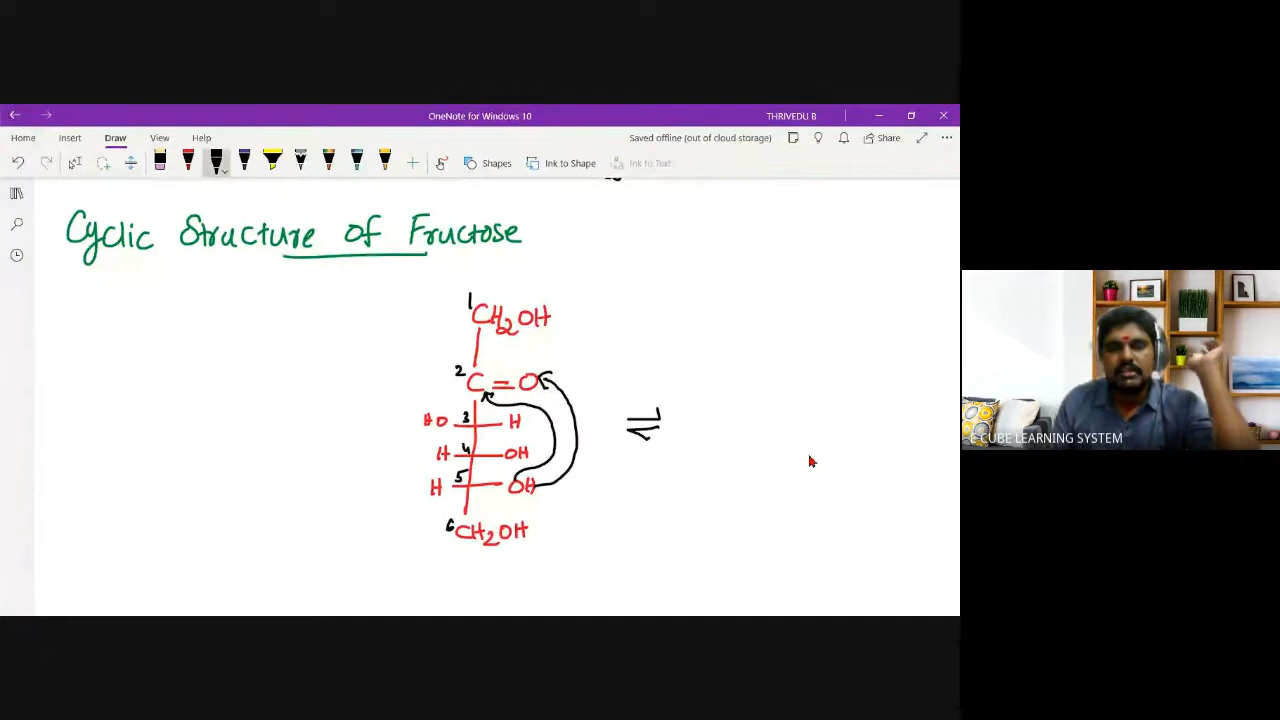 OneNote for Windows 10
THRIVEDU B
Home Insert Draw View Help
Saved offline (out of cloud storage)
Share
Shapes
Ink to Shape
Ink to Text
Cyclic Structure of Fructose
1 CH2OH
2 C=O
HO 3 H
H 4 OH
H 5 OH
6 CH2OH
⇌
CUBE LEARNING SYSTEM